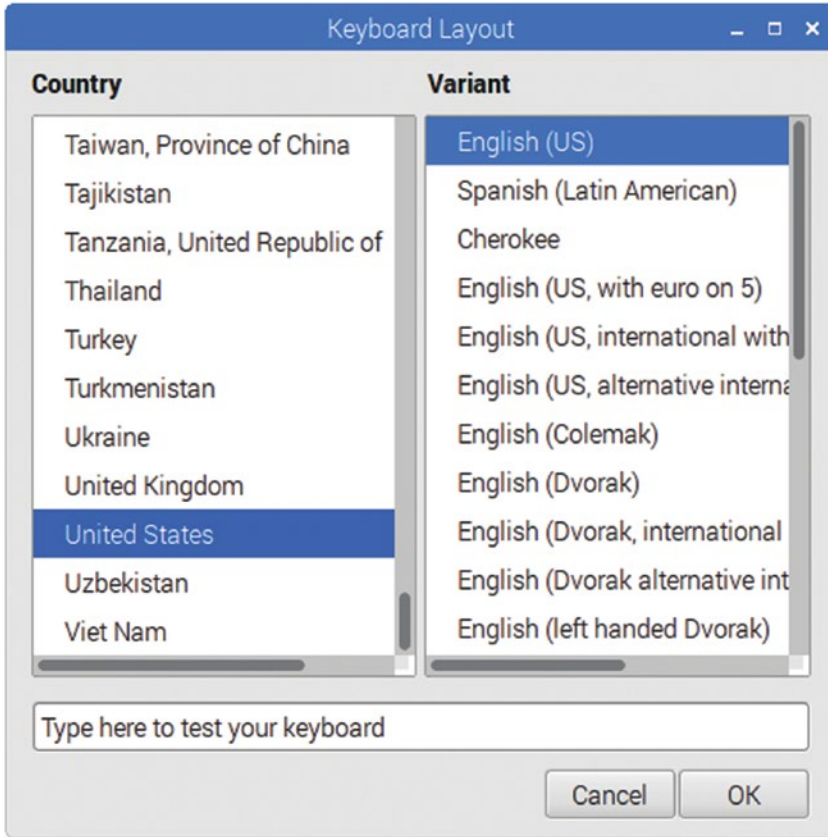 Keyboard Layout
Country
Taiwan, Province of China
Tajikistan
Tanzania, United Republic of
Thailand
Turkey
Turkmenistan
Ukraine
United Kingdom
United States
Uzbekistan
Viet Nam
Variant
English (US)
Spanish (Latin American)
Cherokee
English (US, with euro on 5)
English (US, international with
English (US, alternative interna
English (Colemak)
English (Dvorak)
English (Dvorak, international
English (Dvorak alternative int
English (left handed Dvorak)
Type here to test your keyboard
Cancel
OK